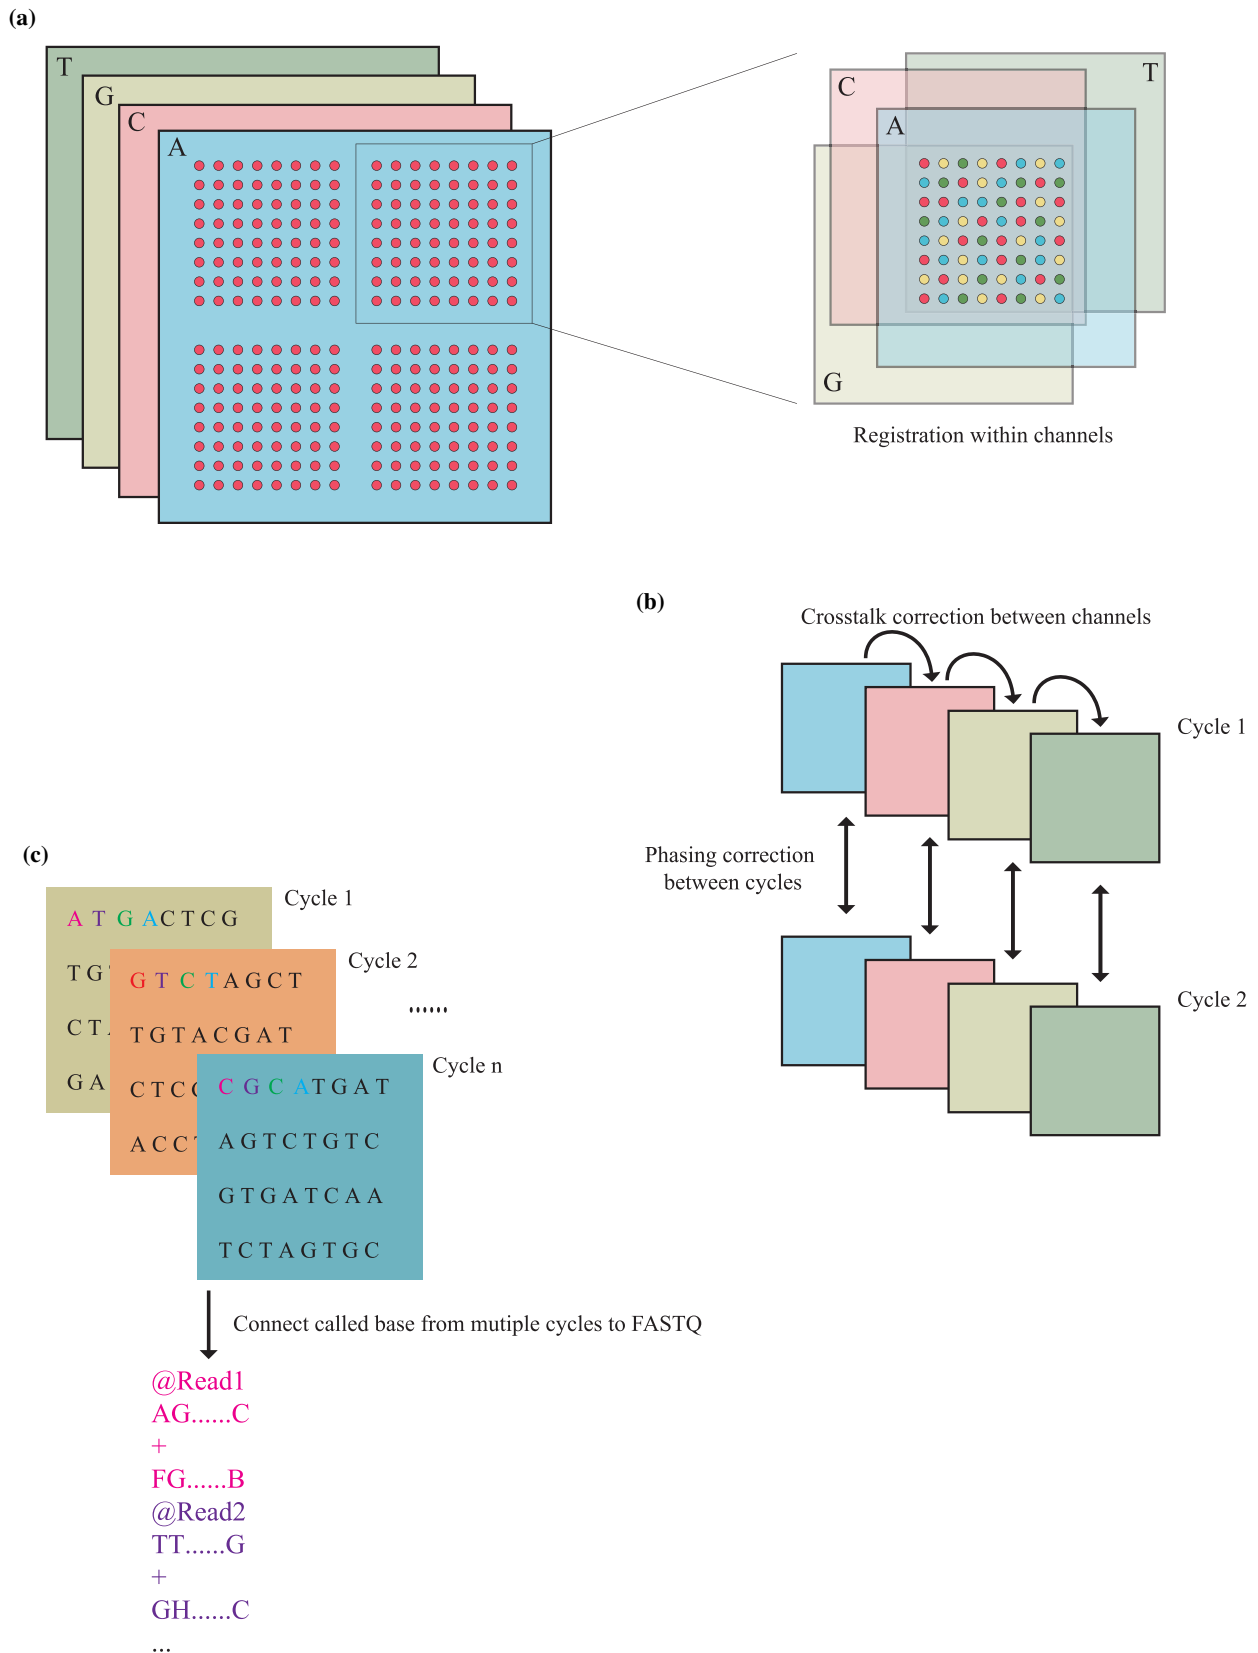 (a)
T
G
C
A
C
T
A
G
Registration within channels
(b)
Crosstalk correction between channels
Cycle 1
Phasing correction
between cycles
Cycle 2
(c)
Cycle 1
A T G A C T C G
T G
C T
G A
Cycle 2
G T C T A G C T
T G T A C G A T
C T C
A C C
......
Cycle n
C G C A T G A T
A G T C T G T C
G T G A T C A A
T C T A G T G C
Connect called base from mutiple cycles to FASTQ
@Read1
AG......C
+
FG......B
@Read2
TT......G
+
GH......C
...